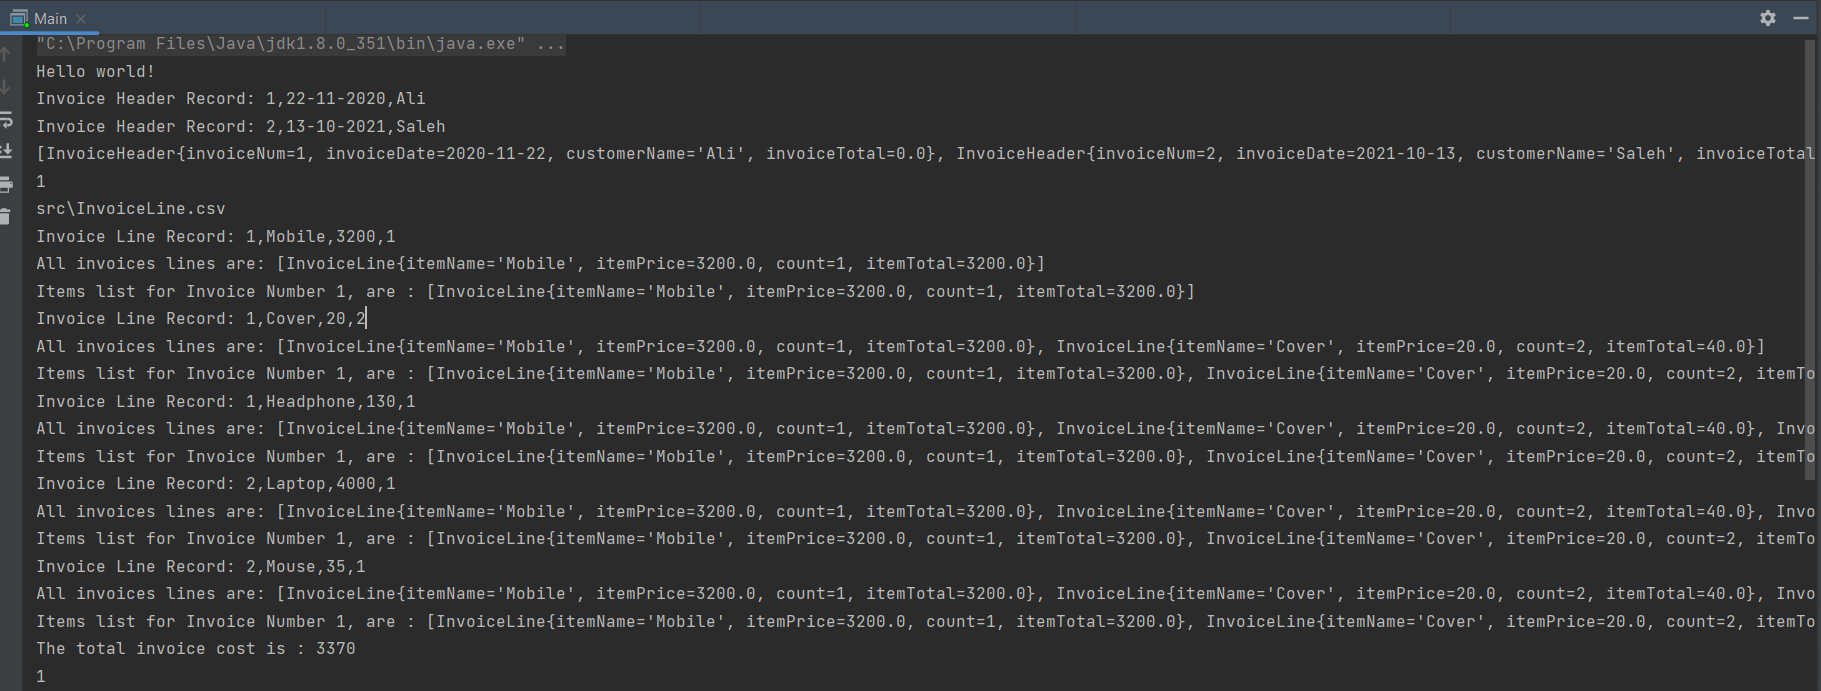 Main
"C:\Program Files\Java\jdk1.8.0_351\bin\java.exe" ...
Hello world!
Invoice Header Record: 1,22-11-2020,Ali
Invoice Header Record: 2,13-10-2021,Saleh
[InvoiceHeader{invoiceNum=1, invoiceDate=2020-11-22, customerName='Ali', invoiceTotal=0.0}, InvoiceHeader{invoiceNum=2, invoiceDate=2021-10-13, customerName='Saleh', invoiceTotal
1
src\InvoiceLine.csv
Invoice Line Record: 1,Mobile,3200,1
All invoices lines are: [InvoiceLine{itemName='Mobile', itemPrice=3200.0, count=1, itemTotal=3200.0}]
Items list for Invoice Number 1, are : [InvoiceLine{itemName='Mobile', itemPrice=3200.0, count=1, itemTotal=3200.0}]
Invoice Line Record: 1,Cover,20,2
All invoices lines are: [InvoiceLine{itemName='Mobile', itemPrice=3200.0, count=1, itemTotal=3200.0}, InvoiceLine{itemName='Cover', itemPrice=20.0, count=2, itemTotal=40.0}]
Items list for Invoice Number 1, are : [InvoiceLine{itemName='Mobile', itemPrice=3200.0, count=1, itemTotal=3200.0}, InvoiceLine{itemName='Cover', itemPrice=20.0, count=2, itemTo
Invoice Line Record: 1,Headphone,130,1
All invoices lines are: [InvoiceLine{itemName='Mobile', itemPrice=3200.0, count=1, itemTotal=3200.0}, InvoiceLine{itemName='Cover', itemPrice=20.0, count=2, itemTotal=40.0}, Invo
Items list for Invoice Number 1, are : [InvoiceLine{itemName='Mobile', itemPrice=3200.0, count=1, itemTotal=3200.0}, InvoiceLine{itemName='Cover', itemPrice=20.0, count=2, itemTo
Invoice Line Record: 2,Laptop,4000,1
All invoices lines are: [InvoiceLine{itemName='Mobile', itemPrice=3200.0, count=1, itemTotal=3200.0}, InvoiceLine{itemName='Cover', itemPrice=20.0, count=2, itemTotal=40.0}, Invo
Items list for Invoice Number 1, are : [InvoiceLine{itemName='Mobile', itemPrice=3200.0, count=1, itemTotal=3200.0}, InvoiceLine{itemName='Cover', itemPrice=20.0, count=2, itemTo
Invoice Line Record: 2,Mouse,35,1
All invoices lines are: [InvoiceLine{itemName='Mobile', itemPrice=3200.0, count=1, itemTotal=3200.0}, InvoiceLine{itemName='Cover', itemPrice=20.0, count=2, itemTotal=40.0}, Invo
Items list for Invoice Number 1, are : [InvoiceLine{itemName='Mobile', itemPrice=3200.0, count=1, itemTotal=3200.0}, InvoiceLine{itemName='Cover', itemPrice=20.0, count=2, itemTo
The total invoice cost is : 3370
1